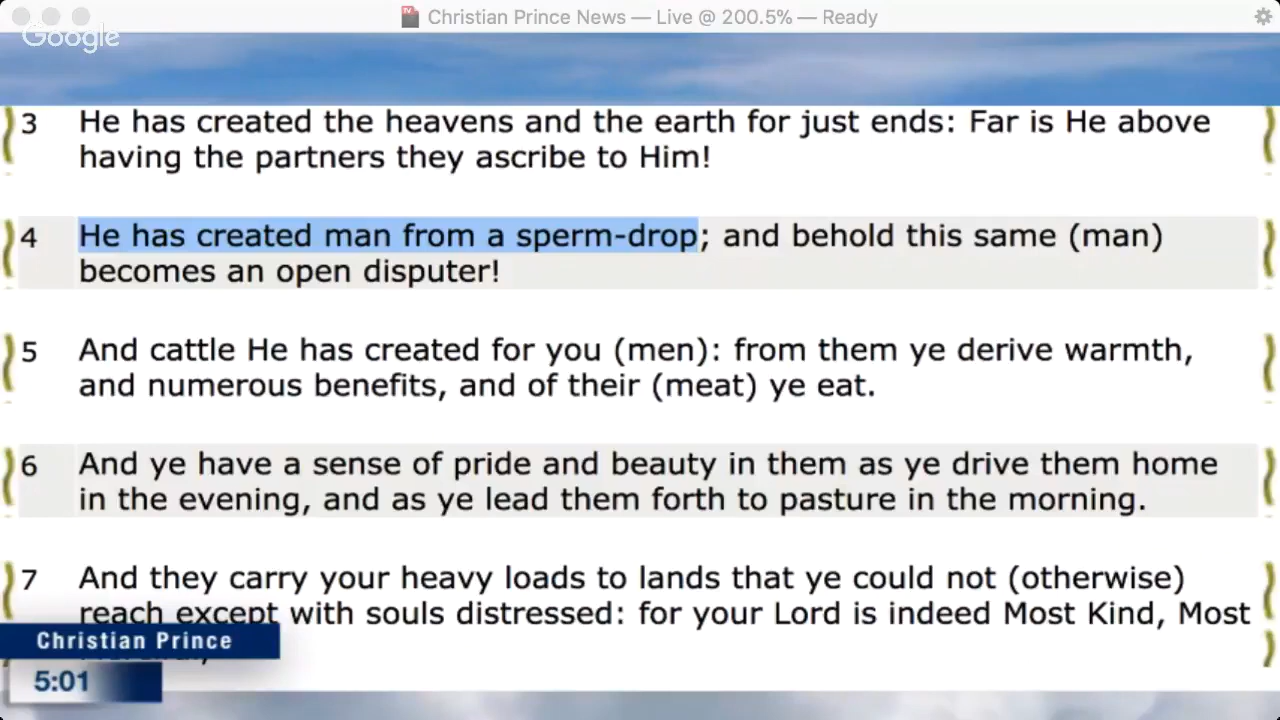 Christian Prince News — Live @ 200.5% — Ready
Google
3 He has created the heavens and the earth for just ends: Far is He above
having the partners they ascribe to Him!
4 He has created man from a sperm-drop; and behold this same (man)
becomes an open disputer!
5 And cattle He has created for you (men): from them ye derive warmth,
and numerous benefits, and of their (meat) ye eat.
6 And ye have a sense of pride and beauty in them as ye drive them home
in the evening, and as ye lead them forth to pasture in the morning.
7 And they carry your heavy loads to lands that ye could not (otherwise)
reach except with souls distressed: for your Lord is indeed Most Kind, Most
Christian Prince
5:01